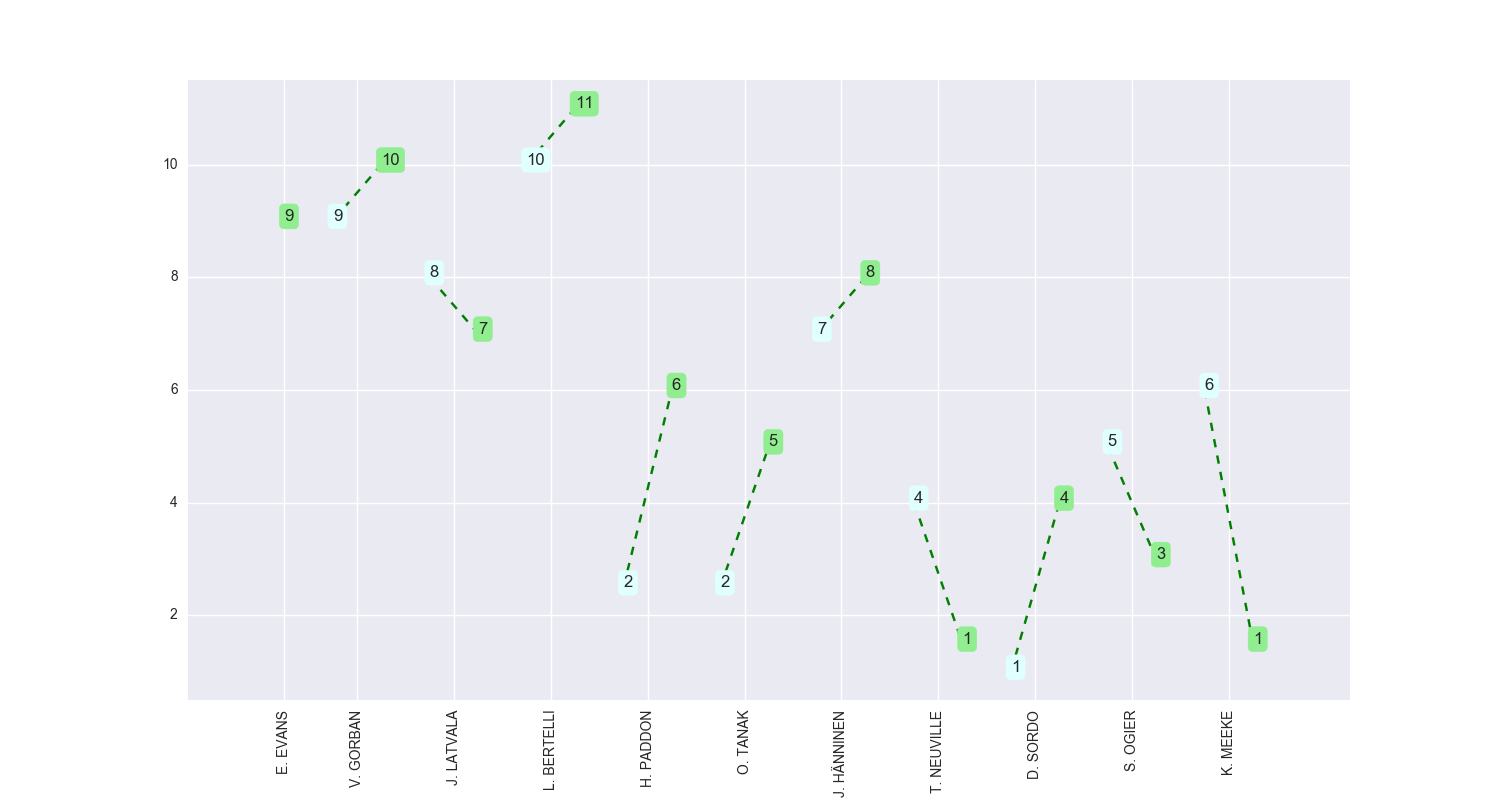 11
10
10
10
9
9
8
8
8
7
7
6
6
6
5
5
4
4
4
3
2
2
2
1
1
1
E. EVANS
V. GORBAN
J. LATVALA
L. BERTELLI
H. PADDON
O. TANAK
J. HÄNNINEN
T. NEUVILLE
D. SORDO
S. OGIER
K. MEEKE